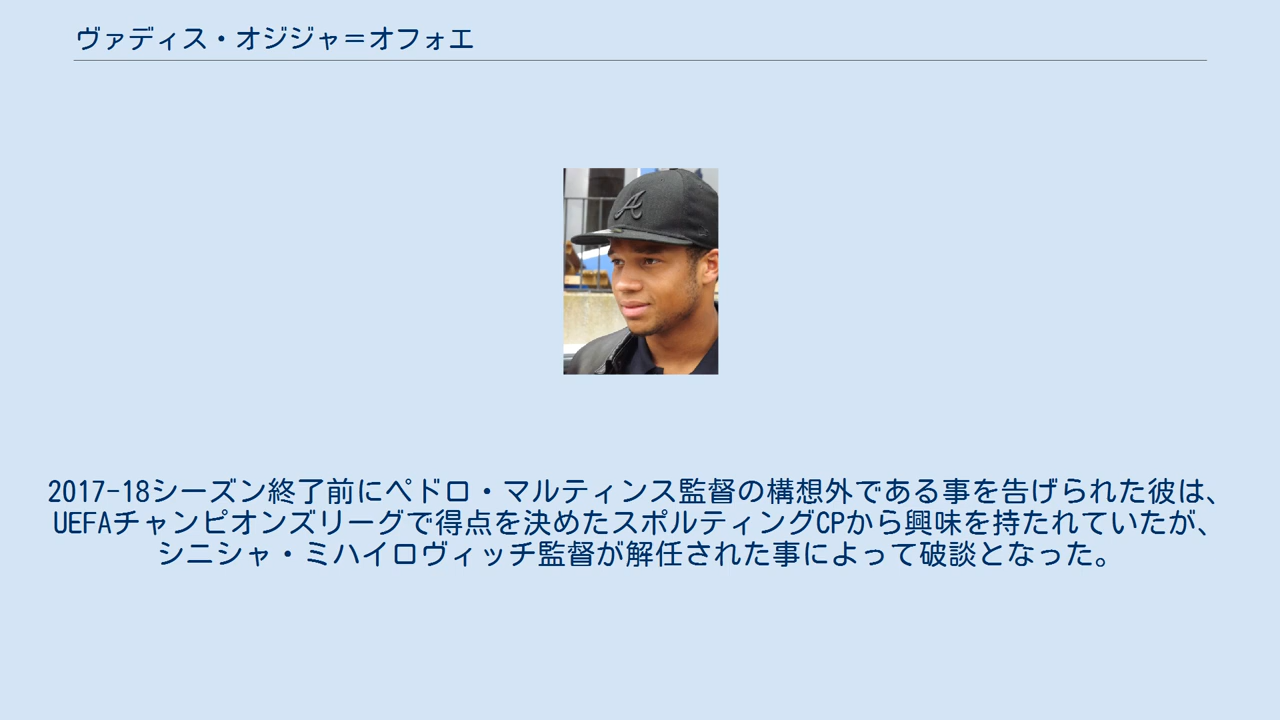 ヴァディス・オジジャ＝オフォエ
A
2017-18シーズン終了前にペドロ・マルティンス監督の構想外である事を告げられた彼は、
UEFAチャンピオンズリーグで得点を決めたスポルティングCPから興味を持たれていたが、
シニシャ・ミハイロヴィッチ監督が解任された事によって破談となった。